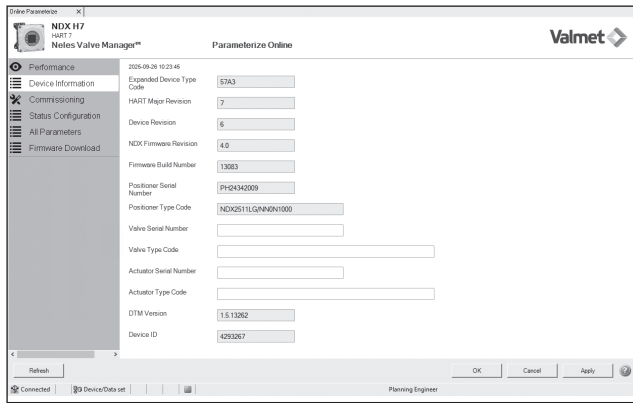 Online Parameterize X
NDX H7
HART 7
Neles Valve Manager™ Parameterize Online
Valmet
Performance
Device Information
Commissioning
Status Configuration
All Parameters
Firmware Download
2025-09-26 10:23:45
Expanded Device Type
Code
57A3
HART Major Revision 7
Device Revision 6
NDX Firmware Revision 4.0
Firmware Build Number 13083
Positioner Serial
Number
PH24342009
Positioner Type Code NDX2511LG/NN0N1000
Valve Serial Number
Valve Type Code
Actuator Serial Number
Actuator Type Code
DTM Version 1.5.13262
Device ID 4293267
Refresh OK Cancel Apply ?
Connected Device/Data set Planning Engineer